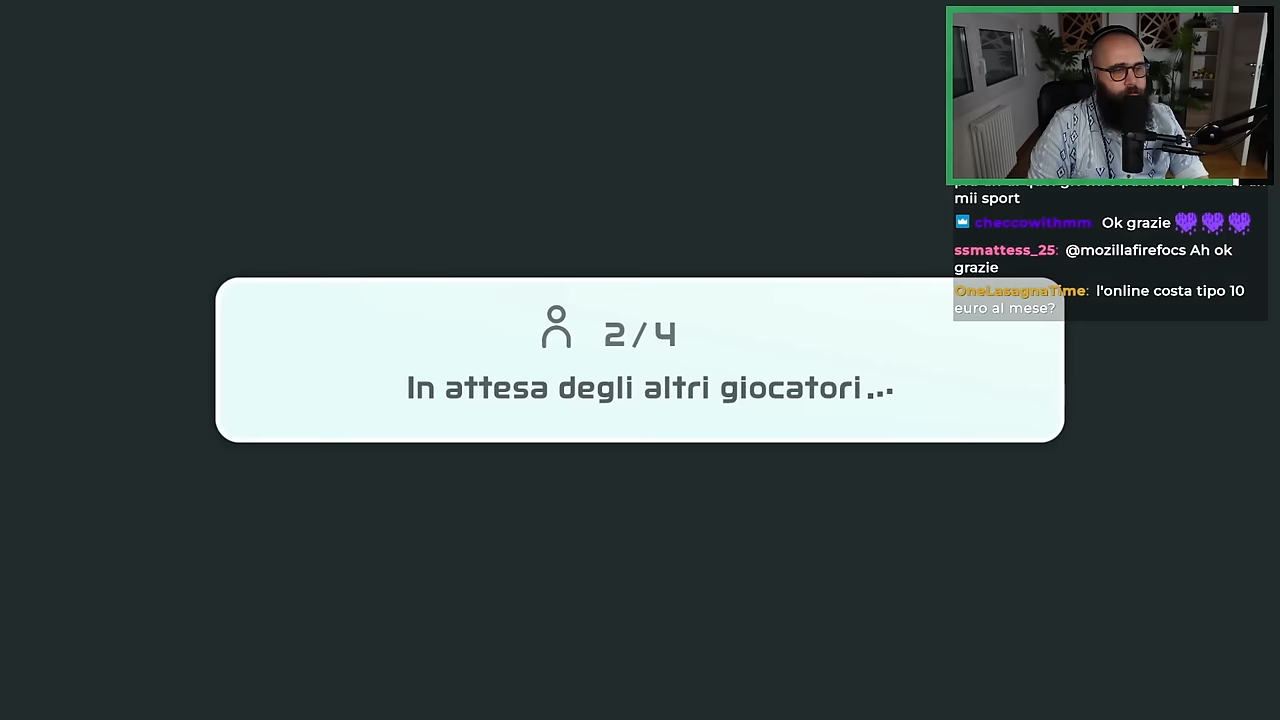 mii sport
checcowithmm: Ok grazie
ssmattess_25: @mozillafirefocs Ah ok
grazie
OneLasagnaTime: l'online costa tipo 10
euro al mese?
2/4
In attesa degli altri giocatori...